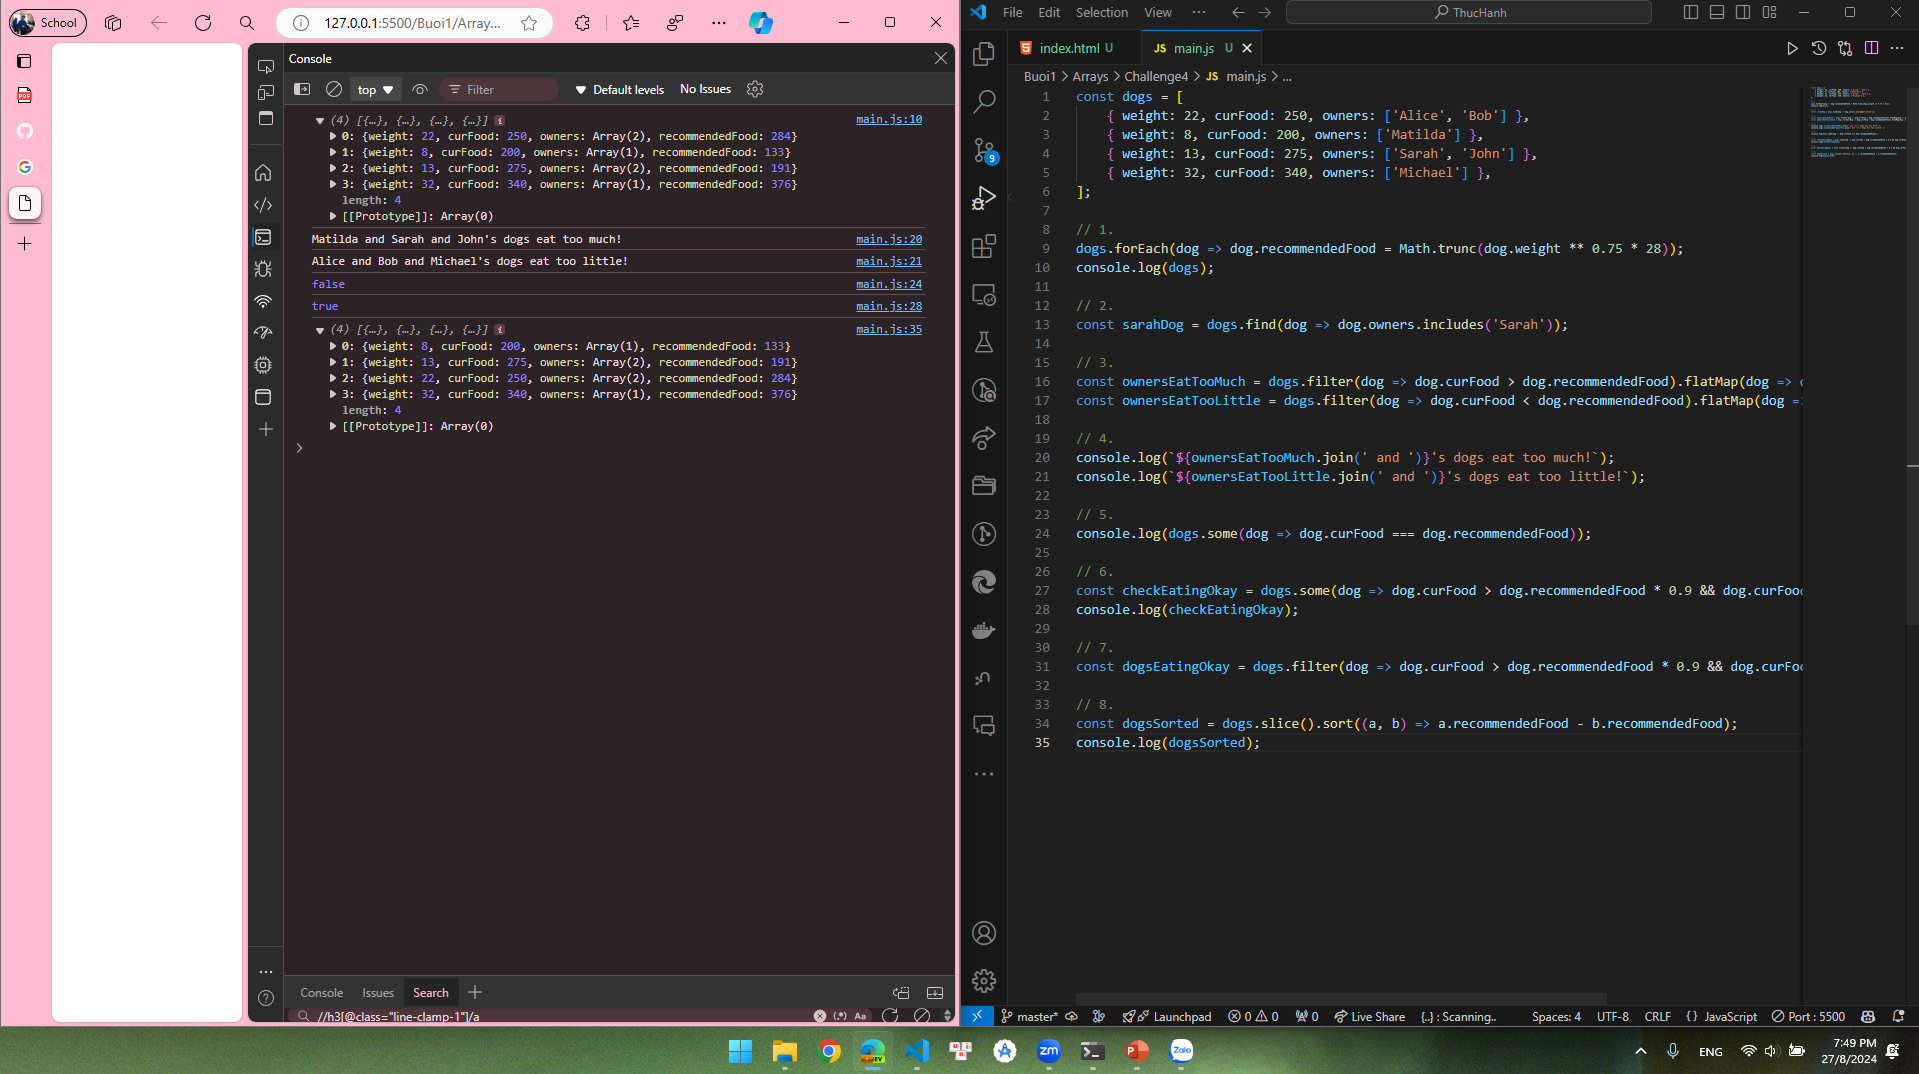 School
127.0.0.1:5500/Buoi1/Array...
Console
top
Filter
Default levels
No Issues
(4) [{…}, {…}, {…}, {…}]
main.js:10
0: {weight: 22, curFood: 250, owners: Array(2), recommendedFood: 284}
1: {weight: 8, curFood: 200, owners: Array(1), recommendedFood: 133}
2: {weight: 13, curFood: 275, owners: Array(2), recommendedFood: 191}
3: {weight: 32, curFood: 340, owners: Array(1), recommendedFood: 376}
length: 4
[[Prototype]]: Array(0)
Matilda and Sarah and John's dogs eat too much!
main.js:20
Alice and Bob and Michael's dogs eat too little!
main.js:21
false
main.js:24
true
main.js:28
(4) [{…}, {…}, {…}, {…}]
main.js:35
0: {weight: 8, curFood: 200, owners: Array(1), recommendedFood: 133}
1: {weight: 13, curFood: 275, owners: Array(2), recommendedFood: 191}
2: {weight: 22, curFood: 250, owners: Array(2), recommendedFood: 284}
3: {weight: 32, curFood: 340, owners: Array(1), recommendedFood: 376}
length: 4
[[Prototype]]: Array(0)
Console Issues Search
//h3[@class="line-clamp-1"]/a
File Edit Selection View
ThucHanh
index.html U
JS main.js U
Buoi1 > Arrays > Challenge4 > JS main.js > ...
1 const dogs = [
2 { weight: 22, curFood: 250, owners: ['Alice', 'Bob'] },
3 { weight: 8, curFood: 200, owners: ['Matilda'] },
4 { weight: 13, curFood: 275, owners: ['Sarah', 'John'] },
5 { weight: 32, curFood: 340, owners: ['Michael'] },
6 ];
7
8 // 1.
9 dogs.forEach(dog => dog.recommendedFood = Math.trunc(dog.weight ** 0.75 * 28));
10 console.log(dogs);
11
12 // 2.
13 const sarahDog = dogs.find(dog => dog.owners.includes('Sarah'));
14
15 // 3.
16 const ownersEatTooMuch = dogs.filter(dog => dog.curFood > dog.recommendedFood).flatMap(dog =>
17 const ownersEatTooLittle = dogs.filter(dog => dog.curFood < dog.recommendedFood).flatMap(dog =
18
19 // 4.
20 console.log(`${ownersEatTooMuch.join(' and ')}'s dogs eat too much!`);
21 console.log(`${ownersEatTooLittle.join(' and ')}'s dogs eat too little!`);
22
23 // 5.
24 console.log(dogs.some(dog => dog.curFood === dog.recommendedFood));
25
26 // 6.
27 const checkEatingOkay = dogs.some(dog => dog.curFood > dog.recommendedFood * 0.9 && dog.curFoo
28 console.log(checkEatingOkay);
29
30 // 7.
31 const dogsEatingOkay = dogs.filter(dog => dog.curFood > dog.recommendedFood * 0.9 && dog.curFo
32
33 // 8.
34 const dogsSorted = dogs.slice().sort((a, b) => a.recommendedFood - b.recommendedFood);
35 console.log(dogsSorted);
9
master* Launchpad 0 0 0 Live Share {..} : Scanning.. Spaces: 4 UTF-8 CRLF {} JavaScript Port : 5500
ENG
7:49 PM
27/8/2024